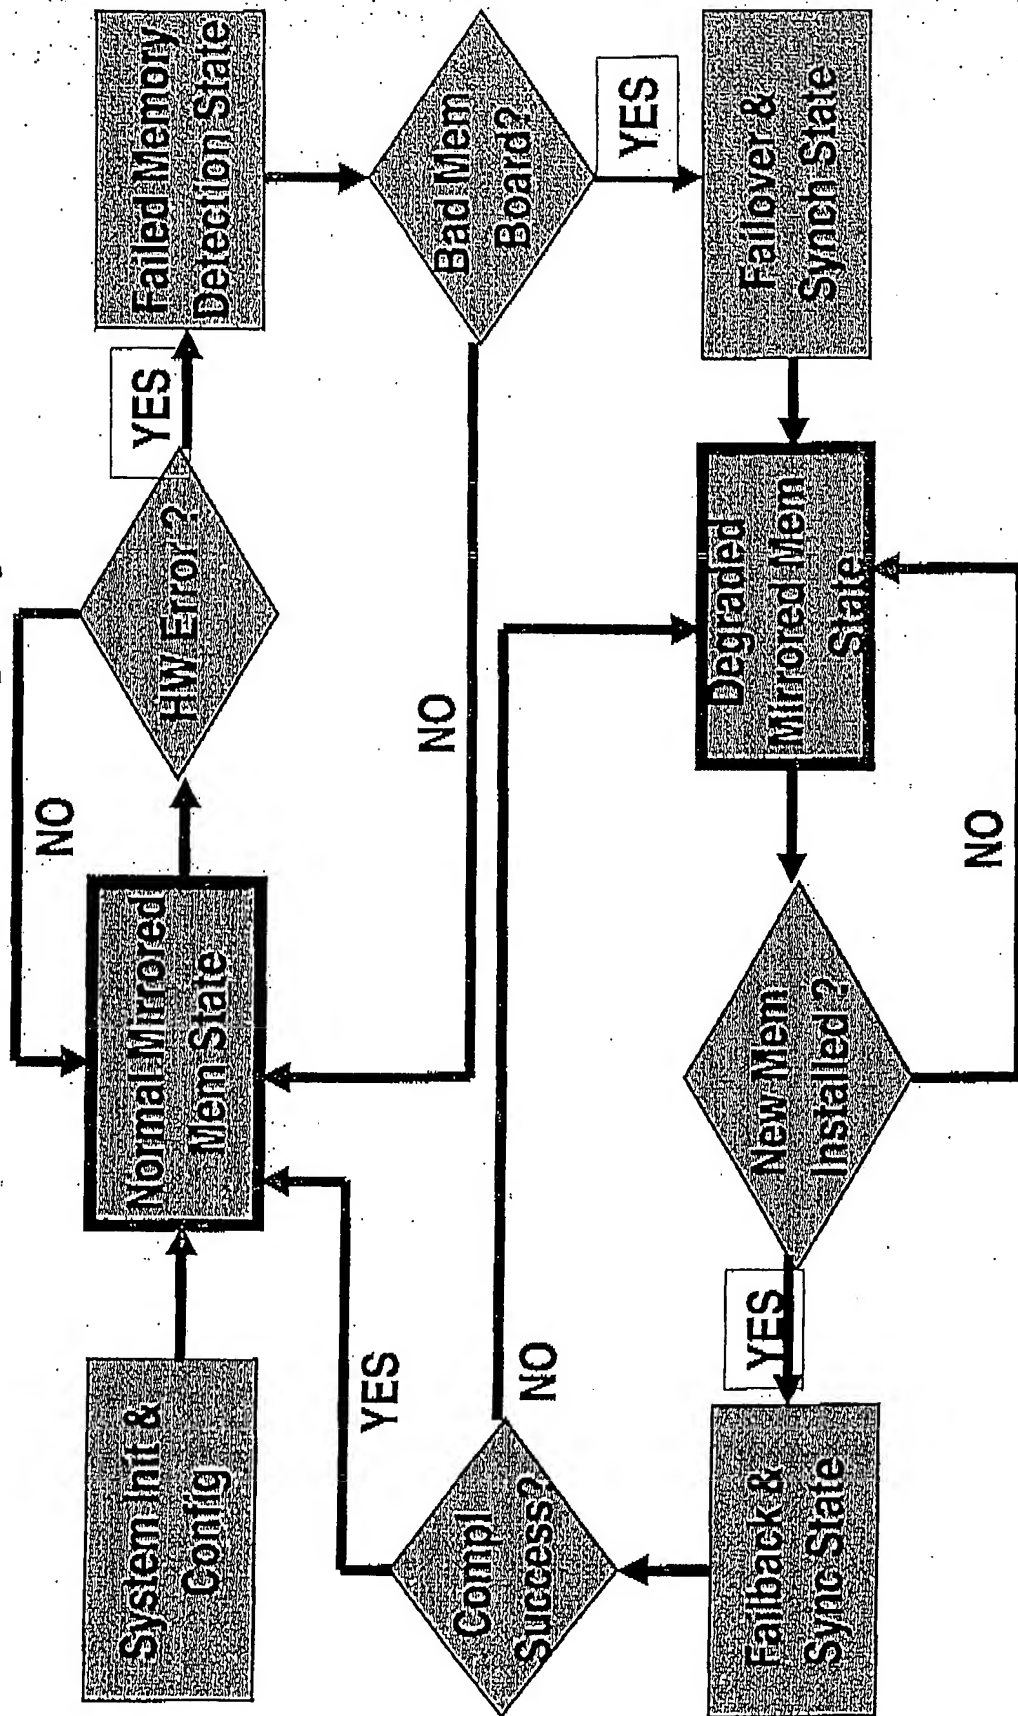 System Init &
Config
Normal Mirrored
Mem State
NO
HW Error ?
YES
Failed Memory
Detection State
Compl
Success?
YES
NO
NO
Bad Mem
Board?
YES
Failback &
Sync State
YES
New Mem
Installed ?
NO
Degraded
Mirrored Mem
State
Failover &
Synch State